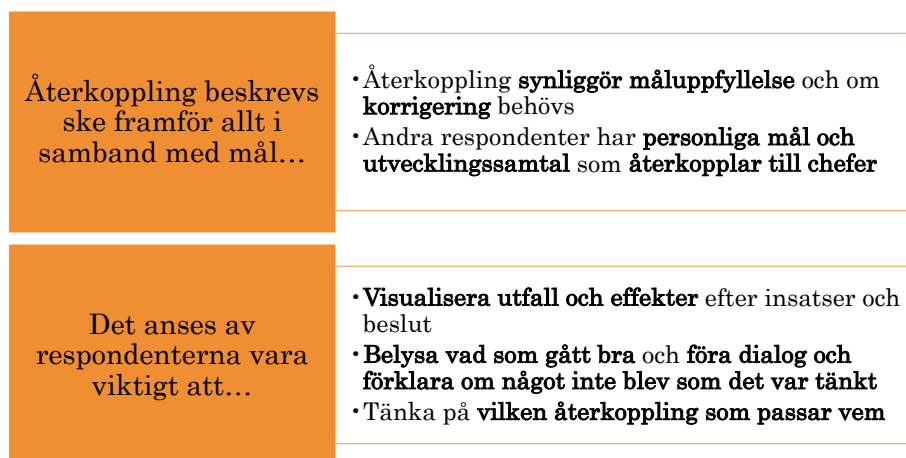 Återkoppling beskrevs
ske framför allt i
samband med mål…
•Återkoppling synliggör måluppfyllelse och om
korrigering behövs
•Andra respondenter har personliga mål och
utvecklingssamtal som återkopplar till chefer
Det anses av
respondenterna vara
viktigt att…
•Visualisera utfall och effekter efter insatser och
beslut
•Belysa vad som gått bra och föra dialog och
förklara om något inte blev som det var tänkt
•Tänka på vilken återkoppling som passar vem